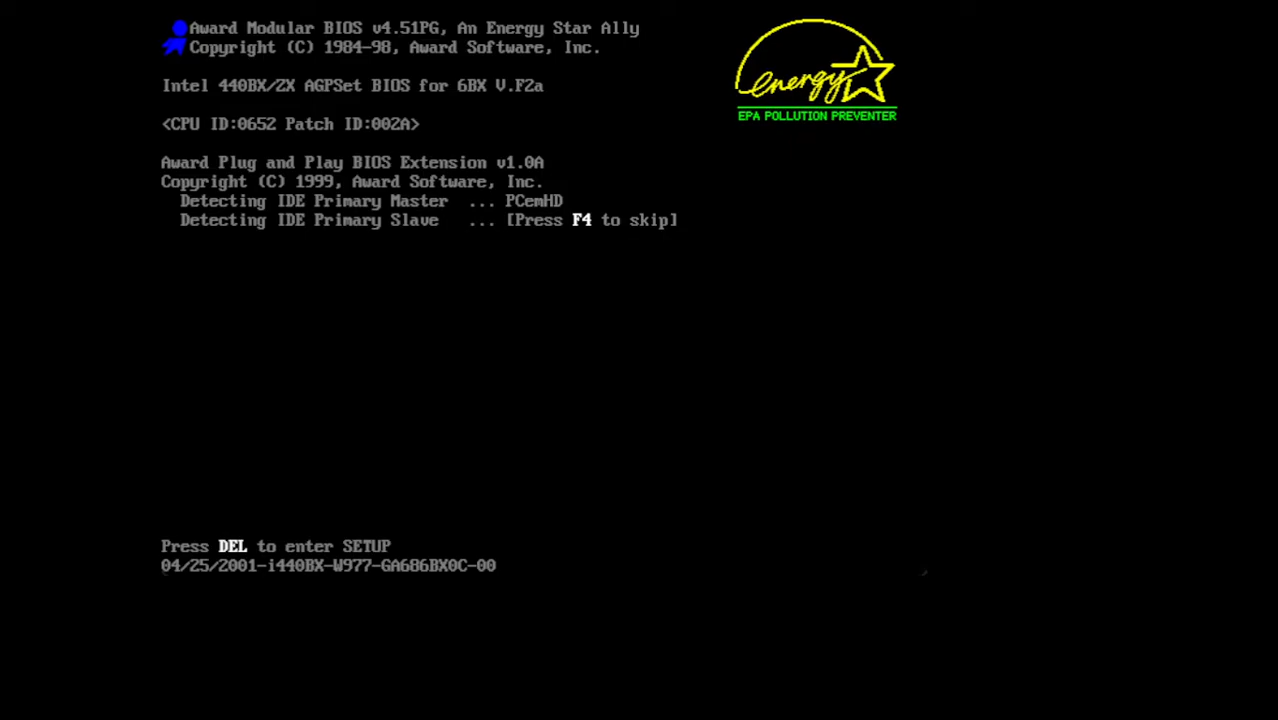 Award Modular BIOS v4.51PG, An Energy Star Ally
Copyright (C) 1984-98, Award Software, Inc.
energy
EPA POLLUTION PREVENTER
Intel 440BX/ZX AGPSet BIOS for 6BX V.F2a
<CPU ID:0652 Patch ID:002A>
Award Plug and Play BIOS Extension v1.0A
Copyright (C) 1999, Award Software, Inc.
Detecting IDE Primary Master ... PCemHD
Detecting IDE Primary Slave ... [Press F4 to skip]
Press DEL to enter SETUP
04/25/2001-i440BX-W977-GA686BX0C-00